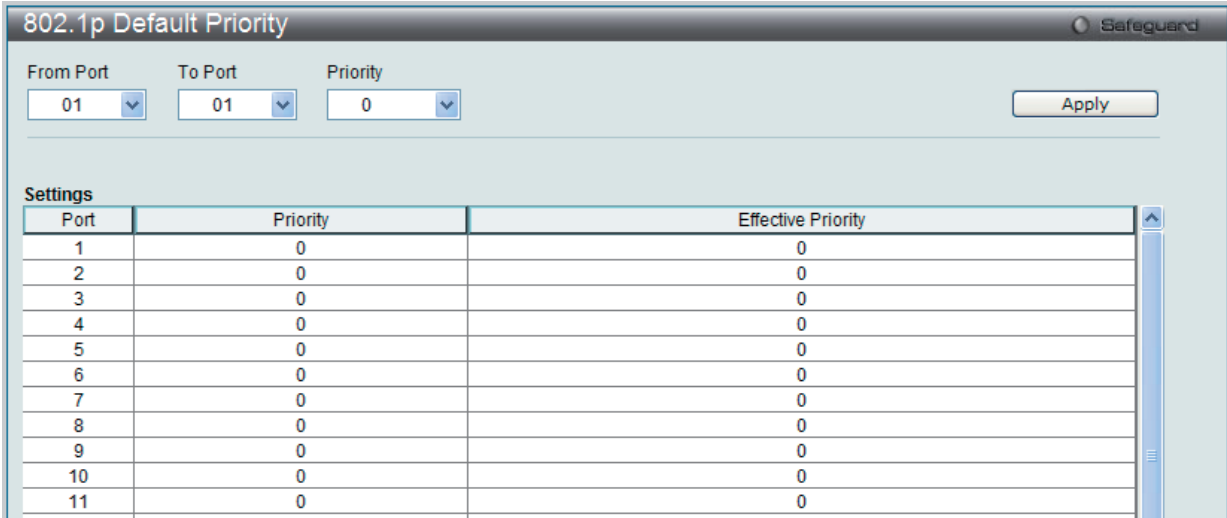 802.1p Default Priority Safeguard
From Port To Port Priority
01 01 0 Apply
Settings
Port Priority Effective Priority
1 0 0
2 0 0
3 0 0
4 0 0
5 0 0
6 0 0
7 0 0
8 0 0
9 0 0
10 0 0
11 0 0